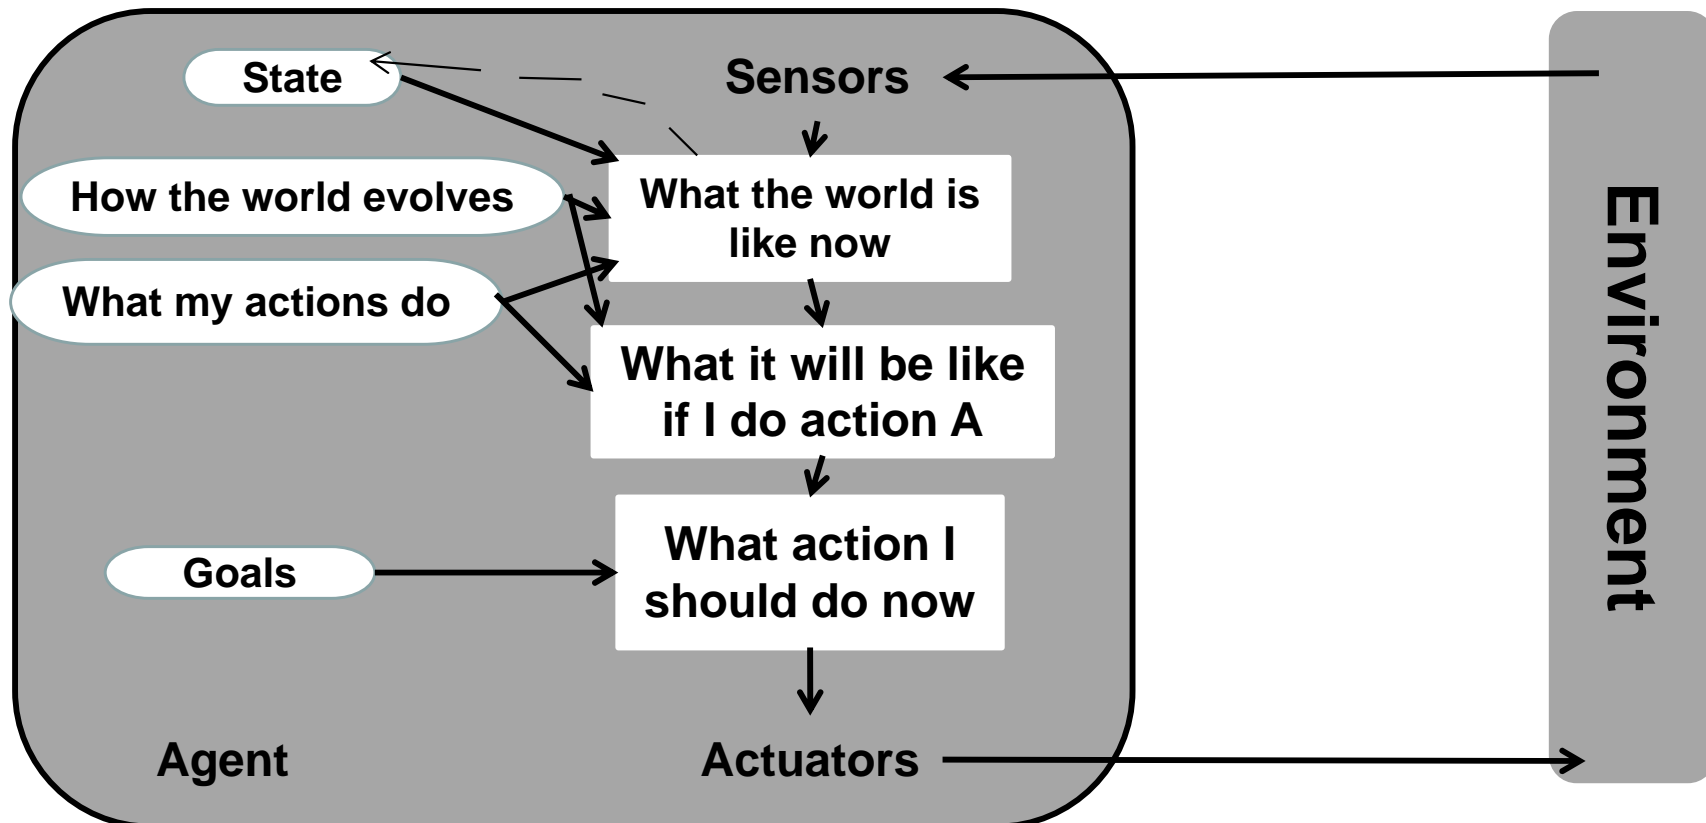 State
Sensors
How the world evolves
What the world is
like now
What my actions do
What it will be like
if I do action A
Goals
What action I
should do now
Agent
Actuators
Environment